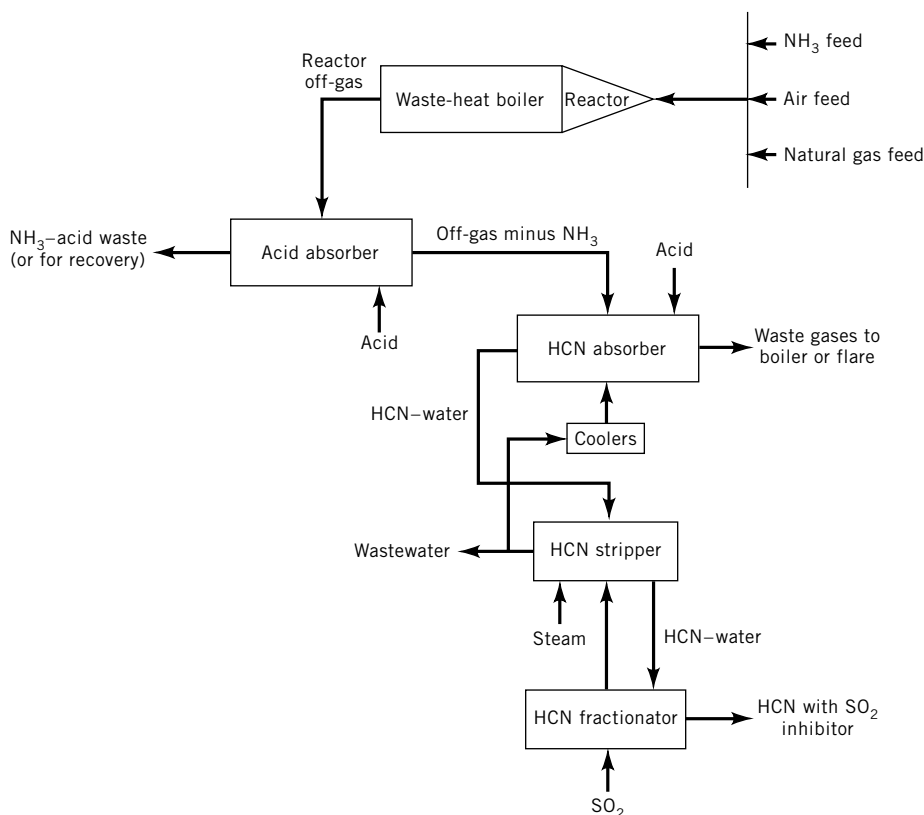 NH₃ feed
Reactor
off-gas
Waste-heat boiler
Reactor
Air feed
Natural gas feed
NH₃–acid waste
(or for recovery)
Acid absorber
Off-gas minus NH₃
Acid
Acid
HCN absorber
Waste gases to
boiler or flare
HCN–water
Coolers
Wastewater
HCN stripper
Steam
HCN–water
HCN fractionator
HCN with SO₂
inhibitor
SO₂